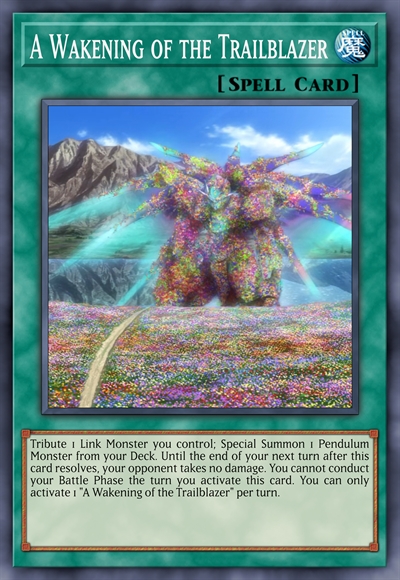 A Wakening of the Trailblazer 魔
[Spell Card]
Tribute 1 Link Monster you control; Special Summon 1 Pendulum
Monster from your Deck. Until the end of your next turn after this
card resolves, your opponent takes no damage. You cannot conduct
your Battle Phase the turn you activate this card. You can only
activate 1 "A Wakening of the Trailblazer" per turn.